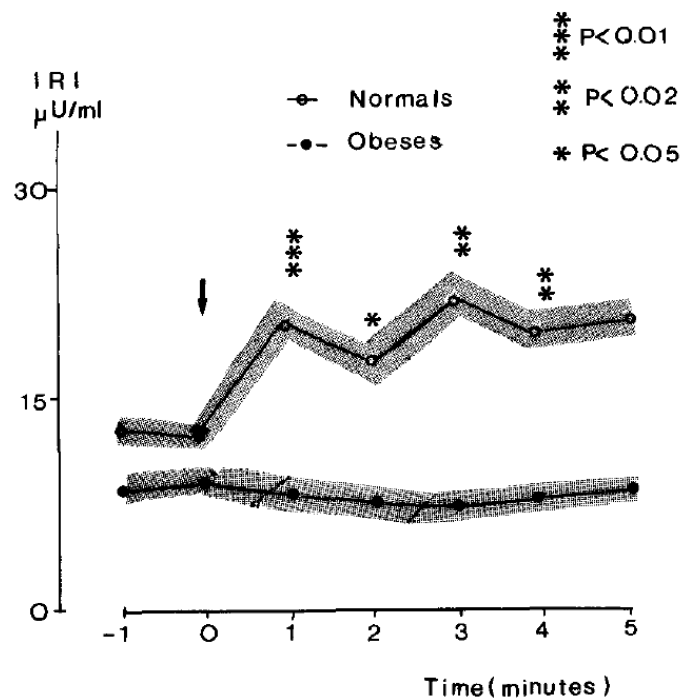 *** P<0.01
IRI
µU/ml
Normals
** P<0.02
Obeses
* P<0.05
30
***
**
*
**
15
0
-1 0 1 2 3 4 5
Time(minutes)